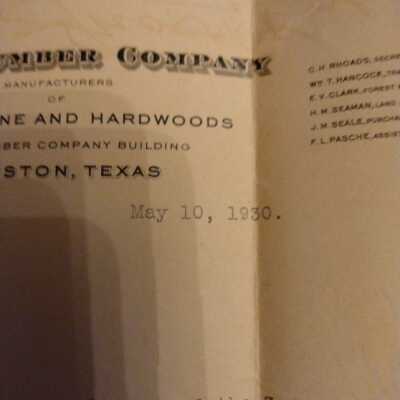 UMBER COMPANY
MANUFACTURERS
OF
NE AND HARDWOODS
BER COMPANY BUILDING
STON, TEXAS
May 10, 1930.
C. H. RHOADS, SECRE
WM T. HANCOCK, TRE
E. V. CLARK, FOREST
H. M. SEAMAN, LAND
J. M. SEALE, PURCHA
F. L. PASCHE, ASSIST